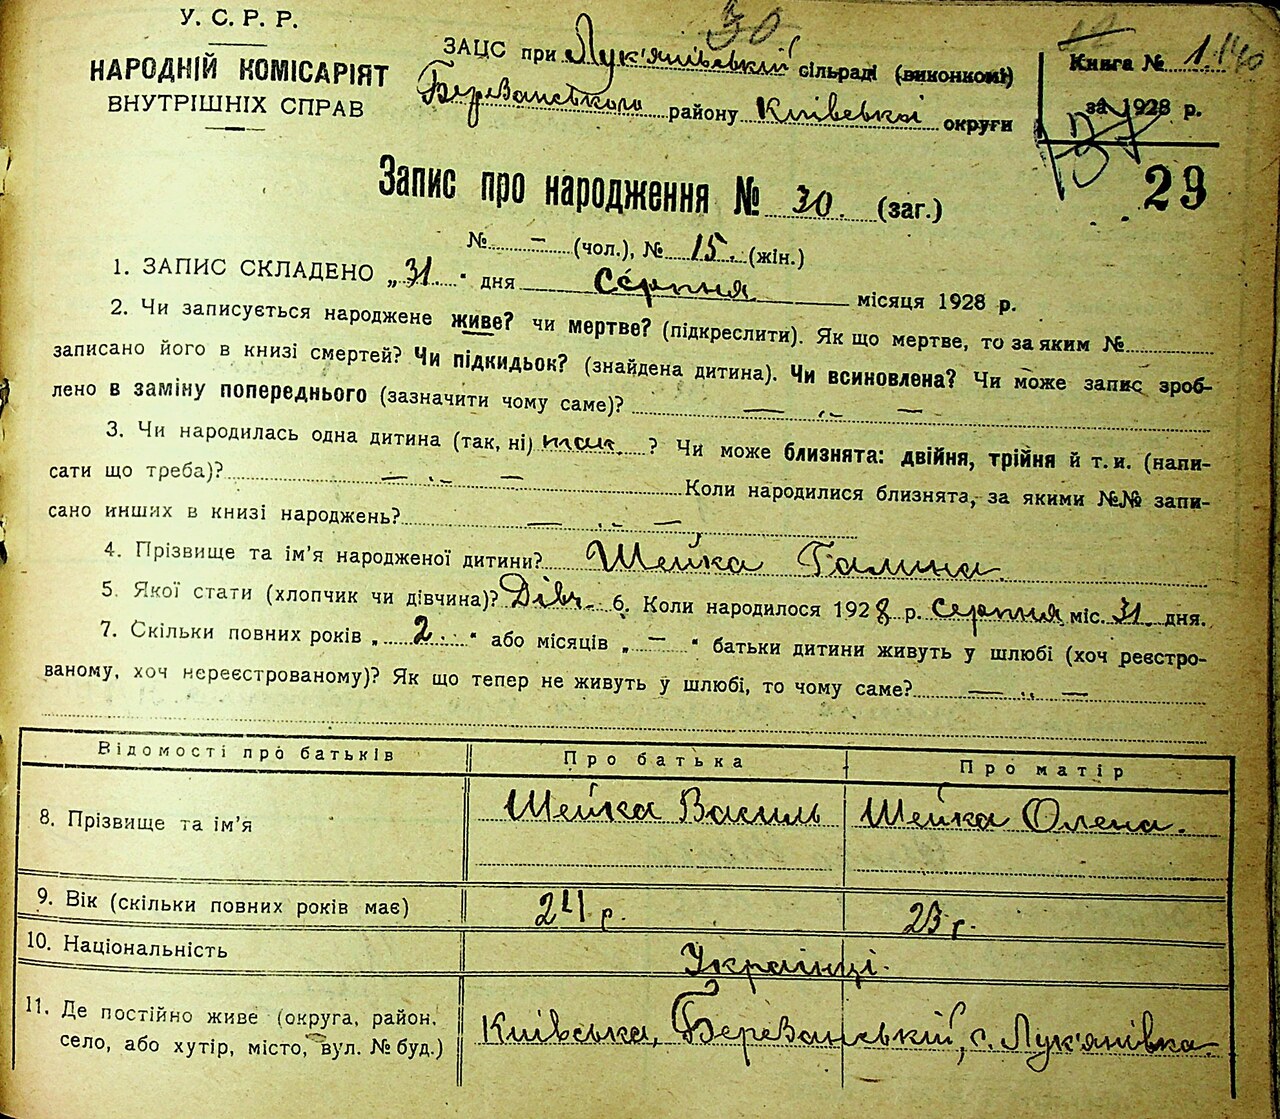 У. С. Р. Р.
НАРОДНІЙ КОМІСАРІЯТ
ВНУТРІШНІХ СПРАВ
30
ЗАЦС при Лук'янівській сільраді (виконкомі)
Березанського району Київської округи
Книга № 1.
за 1928 р.
137
29
Запис про народження № 30. (заг.)
№ – (чол.), № 15. (жін.)
1. ЗАПИС СКЛАДЕНО „31" дня Серпня місяця 1928 р.
2. Чи записується народжене живе? чи мертве? (підкреслити). Як що мертве, то за яким №
записано його в книзі смертей? Чи підкидьок? (знайдена дитина). Чи всиновлена? Чи може запис зроб-
лено в заміну попереднього (зазначити чому саме)? — „ —
3. Чи народилась одна дитина (так, ні) так ? Чи може близнята: двійня, трійня й т. и. (напи-
сати що треба)? — „ — Коли народилися близнята, за якими №№ запи-
сано инших в книзі народжень? — „ —
4. Прізвище та ім'я народженої дитини? Шейка Галина.
5. Якої стати (хлопчик чи дівчина)? Дівч. 6. Коли народилося 1928 р. серпня міс. 31 дня.
7. Скільки повних років „ 2 " або місяців „ – " батьки дитини живуть у шлюбі (хоч реєстро-
ваному, хоч нереєстрованому)? Як що тепер не живуть у шлюбі, то чому саме? — „ —
Відомості про батьків Про батька Про матір
8. Прізвище та ім'я Шейка Василь Шейка Олена.
9. Вік (скільки повних років має) 24 р. 23 р.
10. Національність Українці.
11. Де постійно живе (округа, район, село, або хутір, місто, вул. № буд.) Київська, Березанський, с. Лук'янівка